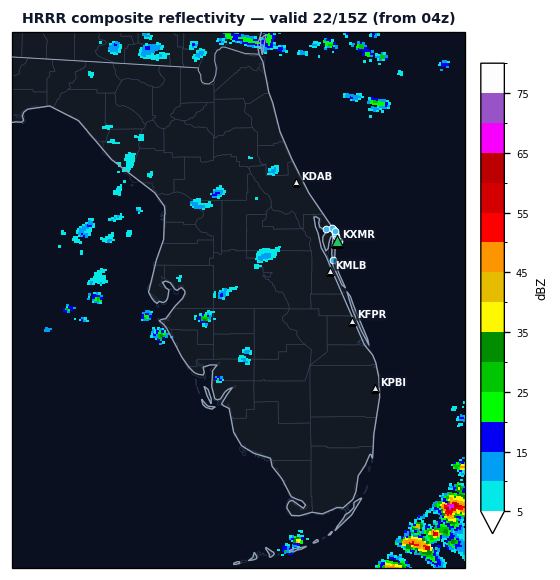 HRRR composite reflectivity — valid 22/15Z (from 04z)
KDAB
KXMR
KMLB
KFPR
KPBI
75
65
55
45
35
25
15
5
dBZ